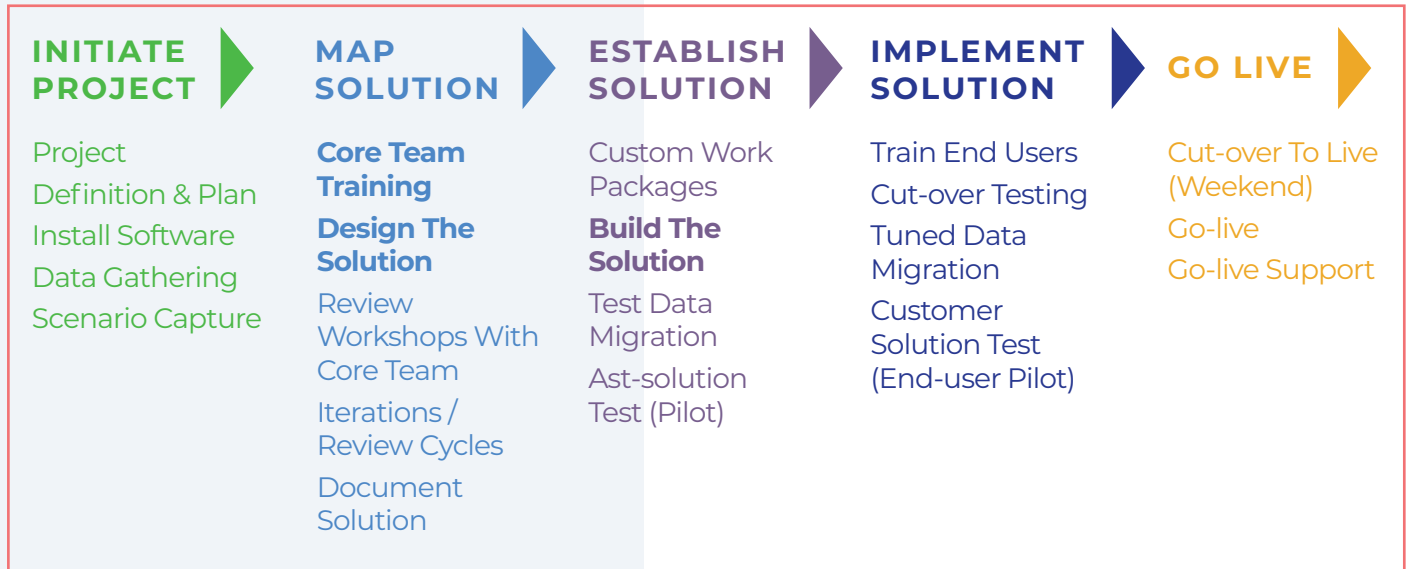 INITIATE
PROJECT
Project
Definition & Plan
Install Software
Data Gathering
Scenario Capture
MAP
SOLUTION
Core Team
Training
Design The
Solution
Review
Workshops With
Core Team
Iterations /
Review Cycles
Document
Solution
ESTABLISH
SOLUTION
Custom Work
Packages
Build The
Solution
Test Data
Migration
Ast-solution
Test (Pilot)
IMPLEMENT
SOLUTION
Train End Users
Cut-over Testing
Tuned Data
Migration
Customer
Solution Test
(End-user Pilot)
GO LIVE
Cut-over To Live
(Weekend)
Go-live
Go-live Support